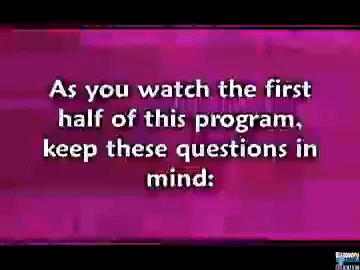 As you watch the first
half of this program,
keep these questions in
mind: